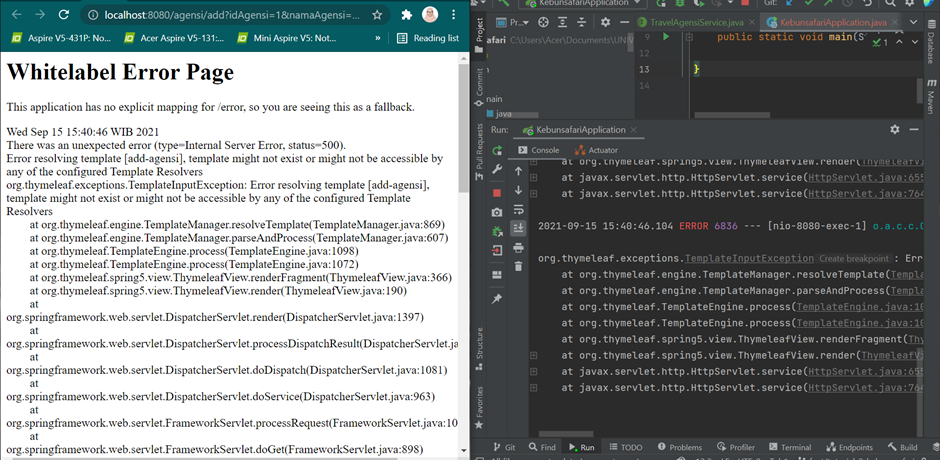 localhost:8080/agensi/add?idAgensi=1&namaAgensi=...
Aspire V5-431P: No...
Acer Aspire V5-131:...
Mini Aspire V5: Not...
»
Reading list
Whitelabel Error Page
This application has no explicit mapping for /error, so you are seeing this as a fallback.
Wed Sep 15 15:40:46 WIB 2021
There was an unexpected error (type=Internal Server Error, status=500).
Error resolving template [add-agensi], template might not exist or might not be accessible by
any of the configured Template Resolvers
org.thymeleaf.exceptions.TemplateInputException: Error resolving template [add-agensi],
template might not exist or might not be accessible by any of the configured Template
Resolvers
at org.thymeleaf.engine.TemplateManager.resolveTemplate(TemplateManager.java:869)
at org.thymeleaf.engine.TemplateManager.parseAndProcess(TemplateManager.java:607)
at org.thymeleaf.TemplateEngine.process(TemplateEngine.java:1098)
at org.thymeleaf.TemplateEngine.process(TemplateEngine.java:1072)
at org.thymeleaf.spring5.view.ThymeleafView.renderFragment(ThymeleafView.java:366)
at org.thymeleaf.spring5.view.ThymeleafView.render(ThymeleafView.java:190)
at
org.springframework.web.servlet.DispatcherServlet.render(DispatcherServlet.java:1397)
at
org.springframework.web.servlet.DispatcherServlet.processDispatchResult(DispatcherServlet.ja
at
org.springframework.web.servlet.DispatcherServlet.doDispatch(DispatcherServlet.java:1081)
at
org.springframework.web.servlet.DispatcherServlet.doService(DispatcherServlet.java:963)
at
org.springframework.web.servlet.FrameworkServlet.processRequest(FrameworkServlet.java:10
at
org.springframework.web.servlet.FrameworkServlet.doGet(FrameworkServlet.java:898)
KebunsafariApplication
Git:
Project
Pr...
TravelAgensiService.java
KebunsafariApplication.java
safari C:\Users\Acer\Documents\UNI
main
java
9 public static void main(S
1
12
13 }
14
Database
Maven
Commit
Pull Requests
Structure
Favorites
Run:
KebunsafariApplication
Console
Actuator
at org.thymeleaf.spring5.view.ThymeleafView.render(ThymeleafVi
at javax.servlet.http.HttpServlet.service(HttpServlet.java:655
at javax.servlet.http.HttpServlet.service(HttpServlet.java:764
2021-09-15 15:40:46.104 ERROR 6836 --- [nio-8080-exec-1] o.a.c.c.C
org.thymeleaf.exceptions.TemplateInputException Create breakpoint : Err
at org.thymeleaf.engine.TemplateManager.resolveTemplate(Templa
at org.thymeleaf.engine.TemplateManager.parseAndProcess(Templa
at org.thymeleaf.TemplateEngine.process(TemplateEngine.java:10
at org.thymeleaf.TemplateEngine.process(TemplateEngine.java:10
at org.thymeleaf.spring5.view.ThymeleafView.renderFragment(Thy
at org.thymeleaf.spring5.view.ThymeleafView.render(ThymeleafVi
at javax.servlet.http.HttpServlet.service(HttpServlet.java:655
at javax.servlet.http.HttpServlet.service(HttpServlet.java:764
Git
Find
Run
TODO
Problems
Profiler
Terminal
Endpoints
Build